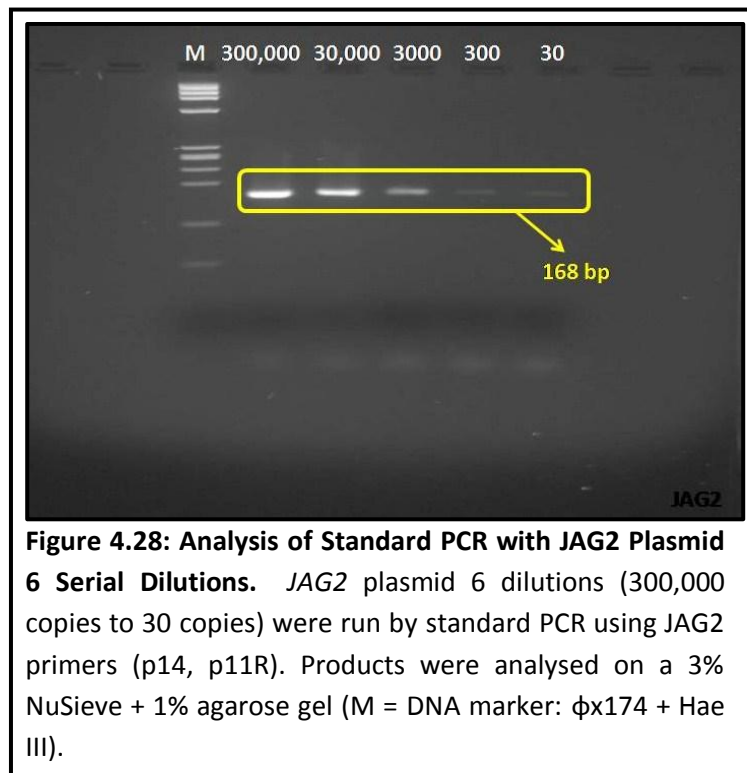 M 300,000 30,000 3000 300 30
168 bp
JAG2
Figure 4.28: Analysis of Standard PCR with JAG2 Plasmid
6 Serial Dilutions. JAG2 plasmid 6 dilutions (300,000
copies to 30 copies) were run by standard PCR using JAG2
primers (p14, p11R). Products were analysed on a 3%
NuSieve + 1% agarose gel (M = DNA marker: ϕx174 + Hae
III).